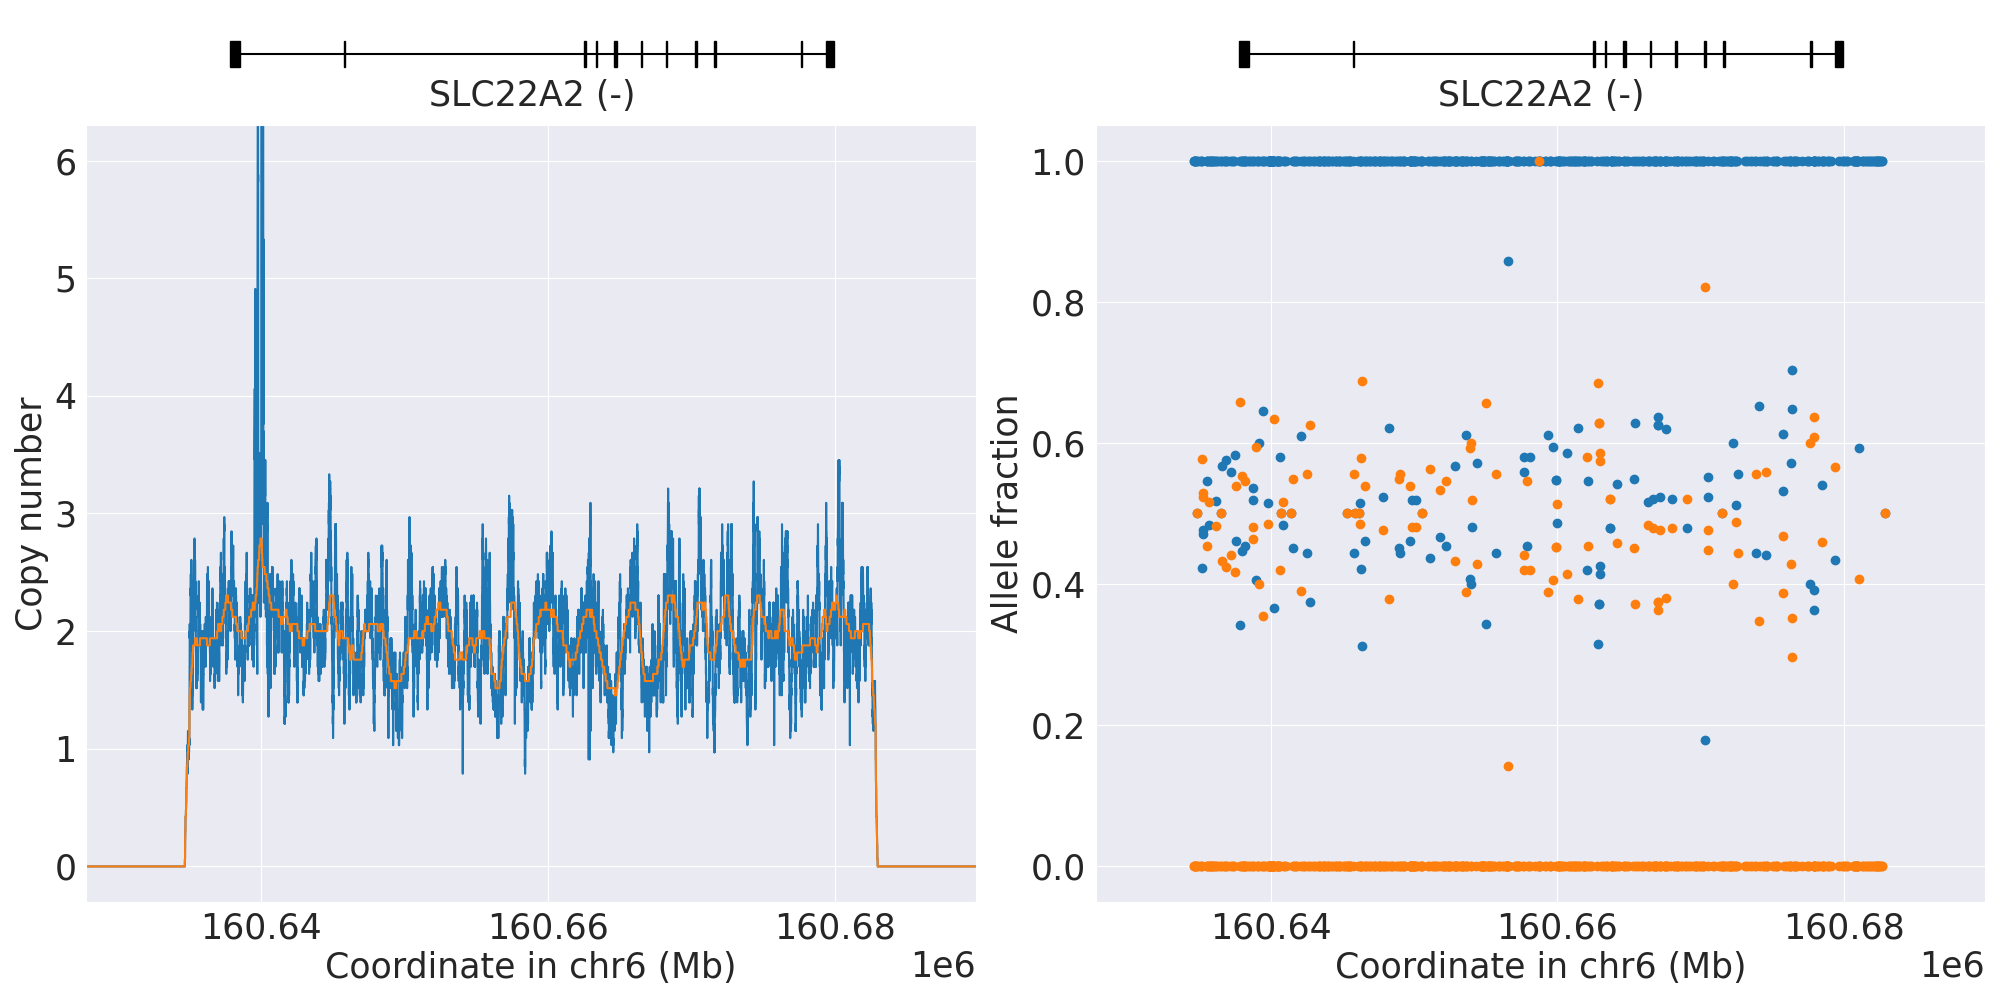 SLC22A2 (-)
6
5
4
3
2
1
0
Copy number
160.64 160.66 160.68
Coordinate in chr6 (Mb) 1e6
SLC22A2 (-)
1.0
0.8
0.6
0.4
0.2
0.0
Allele fraction
160.64 160.66 160.68
Coordinate in chr6 (Mb) 1e6